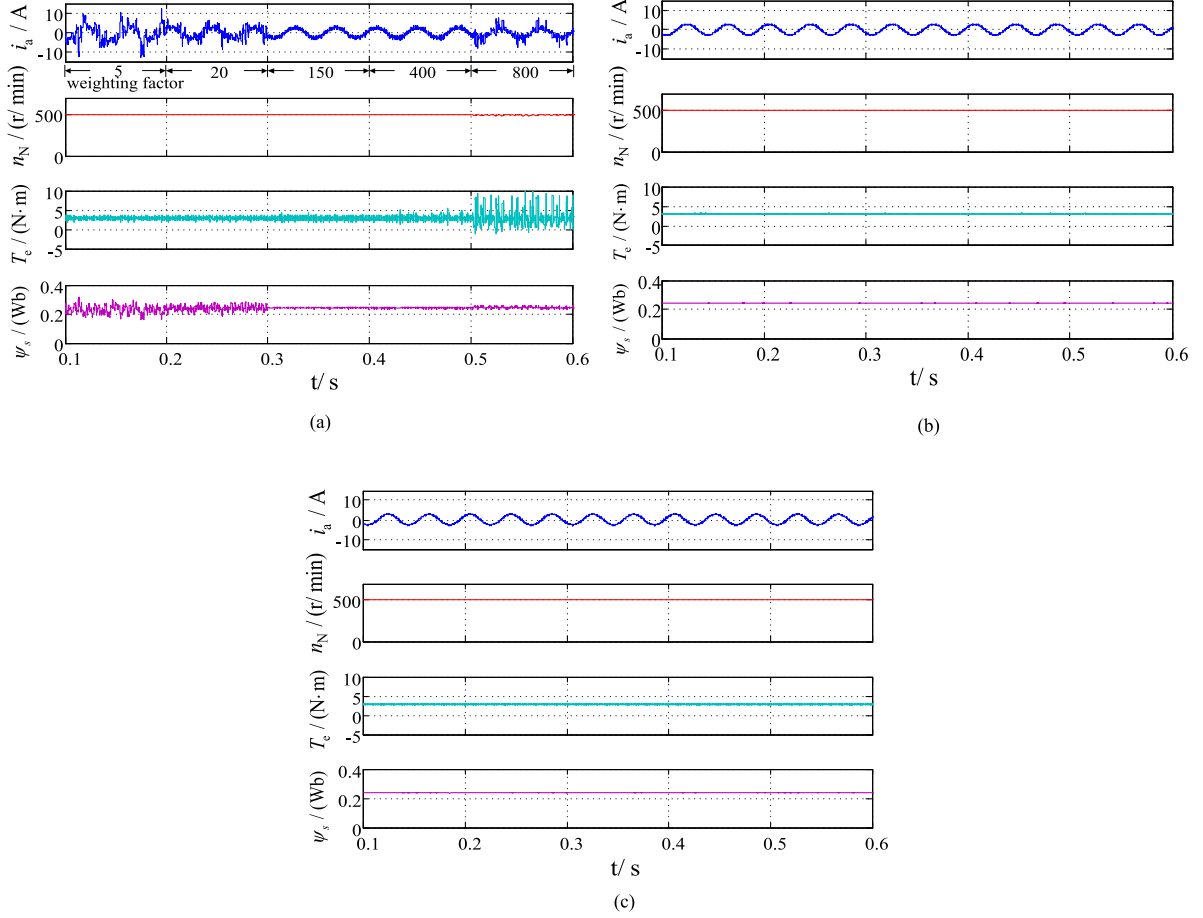 i_a / A
10
0
-10
5 20 150 400 800
weighting factor
n_N / (r/ min)
500
0
T_e / (N·m)
10
5
0
-5
ψ_s / (Wb)
0.4
0.2
0
0.1 0.2 0.3 0.4 0.5 0.6
t/ s
(a)
i_a / A
10
0
-10
n_N / (r/ min)
500
0
T_e / (N·m)
10
5
0
-5
ψ_s / (Wb)
0.4
0.2
0
0.1 0.2 0.3 0.4 0.5 0.6
t/ s
(b)
i_a / A
10
0
-10
n_N / (r/ min)
500
0
T_e / (N·m)
10
5
0
-5
ψ_s / (Wb)
0.4
0.2
0
0.1 0.2 0.3 0.4 0.5 0.6
t/ s
(c)